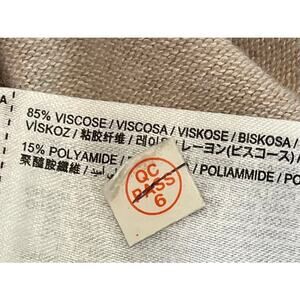 A
85% VISCOSE / VISCOSA / VISKOSE / BISKOSA /
VİSKOZ / 粘胶纤维 / 레이온 レーヨン(ビスコース) /
15% POLYAMIDE /
聚醯胺纖維 / POLIAMMIDE / PO
QC
PASS
6